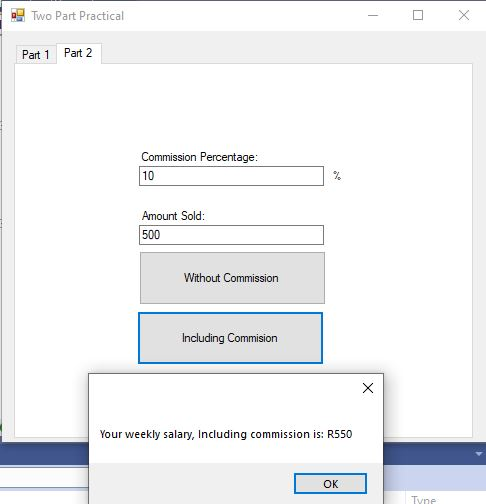 Two Part Practical
Part 1
Part 2
Commission Percentage:
10
%
Amount Sold:
500
Without Commission
Including Commision
Your weekly salary, Including commission is: R550
OK
Type